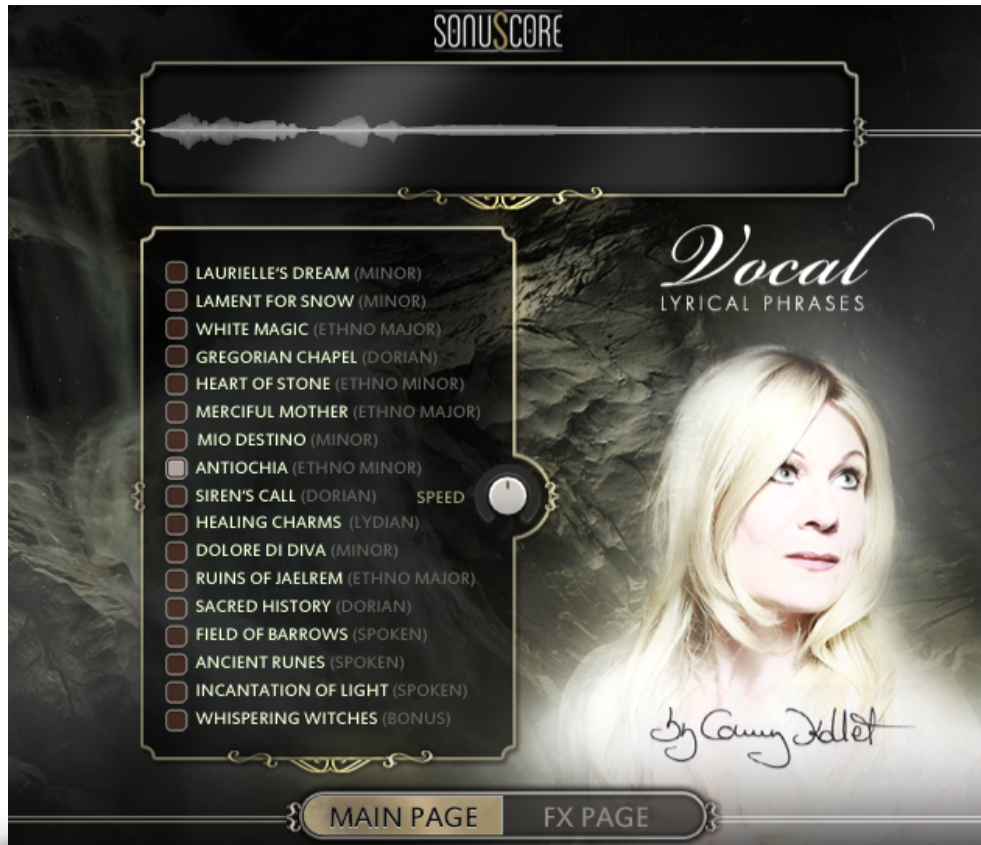 SONUSCORE
Vocal
LYRICAL PHRASES
LAURIELLE'S DREAM (MINOR)
LAMENT FOR SNOW (MINOR)
WHITE MAGIC (ETHNO MAJOR)
GREGORIAN CHAPEL (DORIAN)
HEART OF STONE (ETHNO MINOR)
MERCIFUL MOTHER (ETHNO MAJOR)
MIO DESTINO (MINOR)
ANTIOCHIA (ETHNO MINOR)
SIREN'S CALL (DORIAN)
SPEED
HEALING CHARMS (LYDIAN)
DOLORE DI DIVA (MINOR)
RUINS OF JAELREM (ETHNO MAJOR)
SACRED HISTORY (DORIAN)
FIELD OF BARROWS (SPOKEN)
ANCIENT RUNES (SPOKEN)
INCANTATION OF LIGHT (SPOKEN)
WHISPERING WITCHES (BONUS)
by
MAIN PAGE
FX PAGE